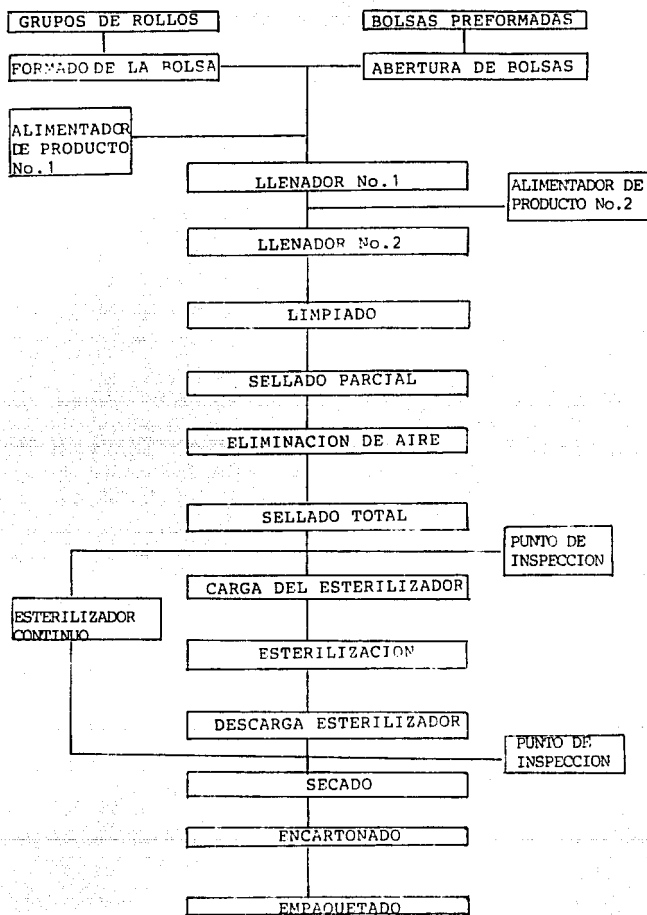 GRUPOS DE ROLLOS
BOLSAS PREFORMADAS
FORMADO DE LA BOLSA
ABERTURA DE BOLSAS
ALIMENTADOR
DE PRODUCTO
No.1
LLENADOR No.1
ALIMENTADOR DE
PRODUCTO No.2
LLENADOR No.2
LIMPIADO
SELLADO PARCIAL
ELIMINACION DE AIRE
SELLADO TOTAL
PUNTO DE
INSPECCION
CARGA DEL ESTERILIZADOR
ESTERILIZADOR
CONTINUO
ESTERILIZACION
DESCARGA ESTERILIZADOR
PUNTO DE
INSPECCION
SECADO
ENCARTONADO
EMPAQUETADO